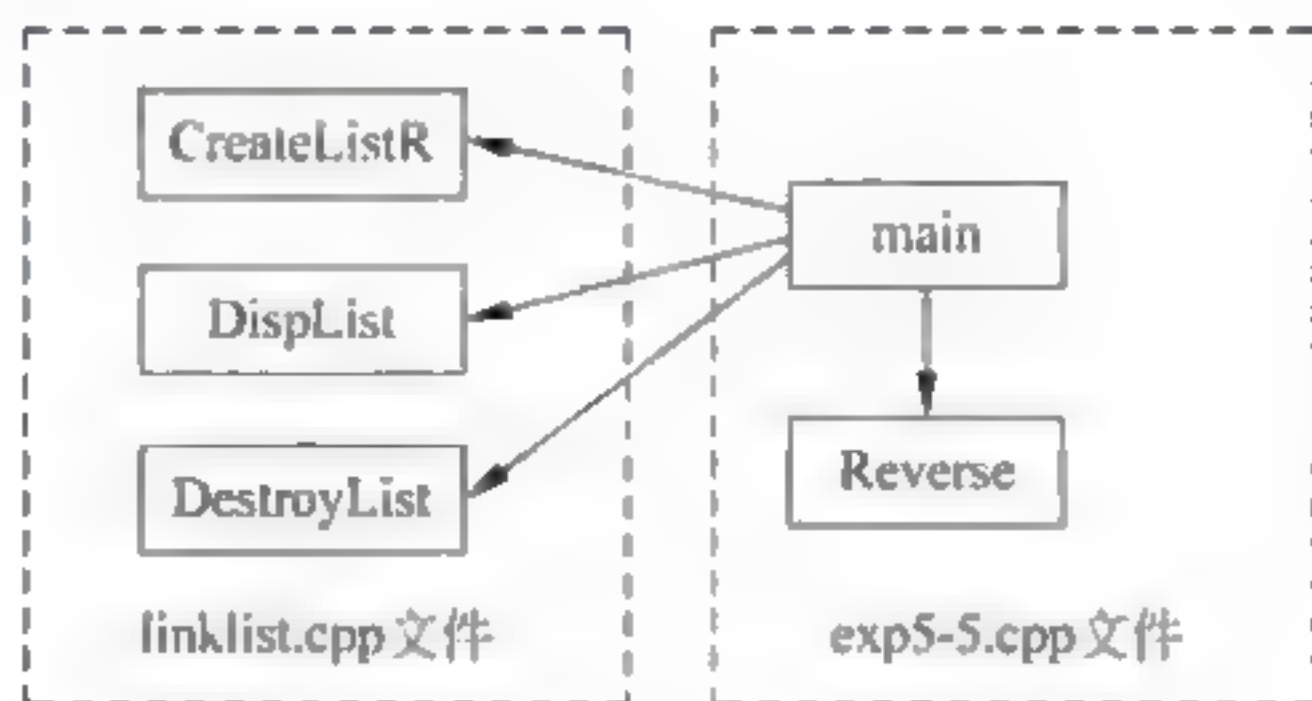 CreateListR
DispList
DestroyList
linklist.cpp文件
main
Reverse
exp5-5.cpp文件